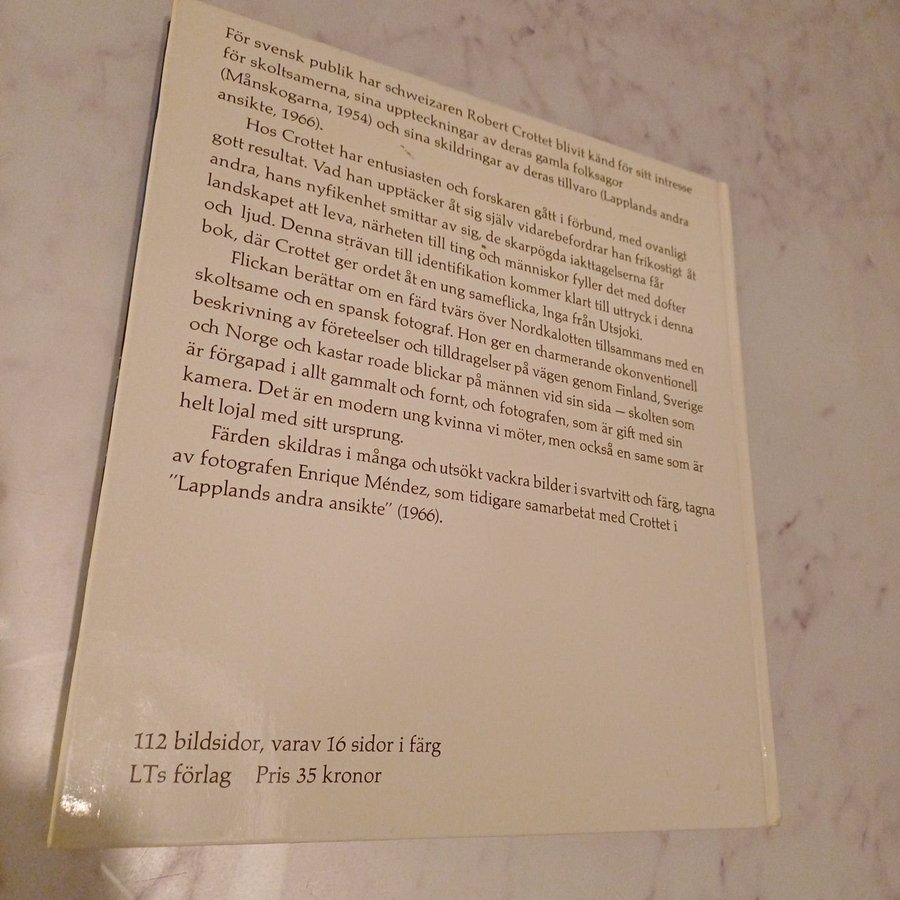 För svensk publik har schweizaren Robert Crottet blivit känd för sitt intresse
för skoltsamerna, sina uppteckningar av deras gamla folksagor
(Månskogarna, 1954) och sina skildringar av deras tillvaro (Lapplands andra
ansikte, 1966).
Hos Crottet har entusiasten och forskaren gått i förbund, med ovanligt
gott resultat. Vad han upptäcker åt sig själv vidarebefordrar han frikostigt åt
andra, hans nyfikenhet smittar av sig, de skarpögda iakttagelserna får
landskapet att leva, närheten till ting och människor fyller det med dofter
och ljud. Denna strävan till identifikation kommer klart till uttryck i denna
bok, där Crottet ger ordet åt en ung sameflicka, Inga från Utsjoki.
Flickan berättar om en färd tvärs över Nordkalotten tillsammans med en
skoltsame och en spansk fotograf. Hon ger en charmerande okonventionell
beskrivning av företeelser och tilldragelser på vägen genom Finland, Sverige
och Norge och kastar roade blickar på männen vid sin sida – skolten som
är förgapad i allt gammalt och fornt, och fotografen, som är gift med sin
kamera. Det är en modern ung kvinna vi möter, men också en same som är
helt lojal med sitt ursprung.
Färden skildras i många och utsökt vackra bilder i svartvitt och färg, tagna
av fotografen Enrique Méndez, som tidigare samarbetat med Crottet i
"Lapplands andra ansikte" (1966).
112 bildsidor, varav 16 sidor i färg
LTs förlag Pris 35 kronor